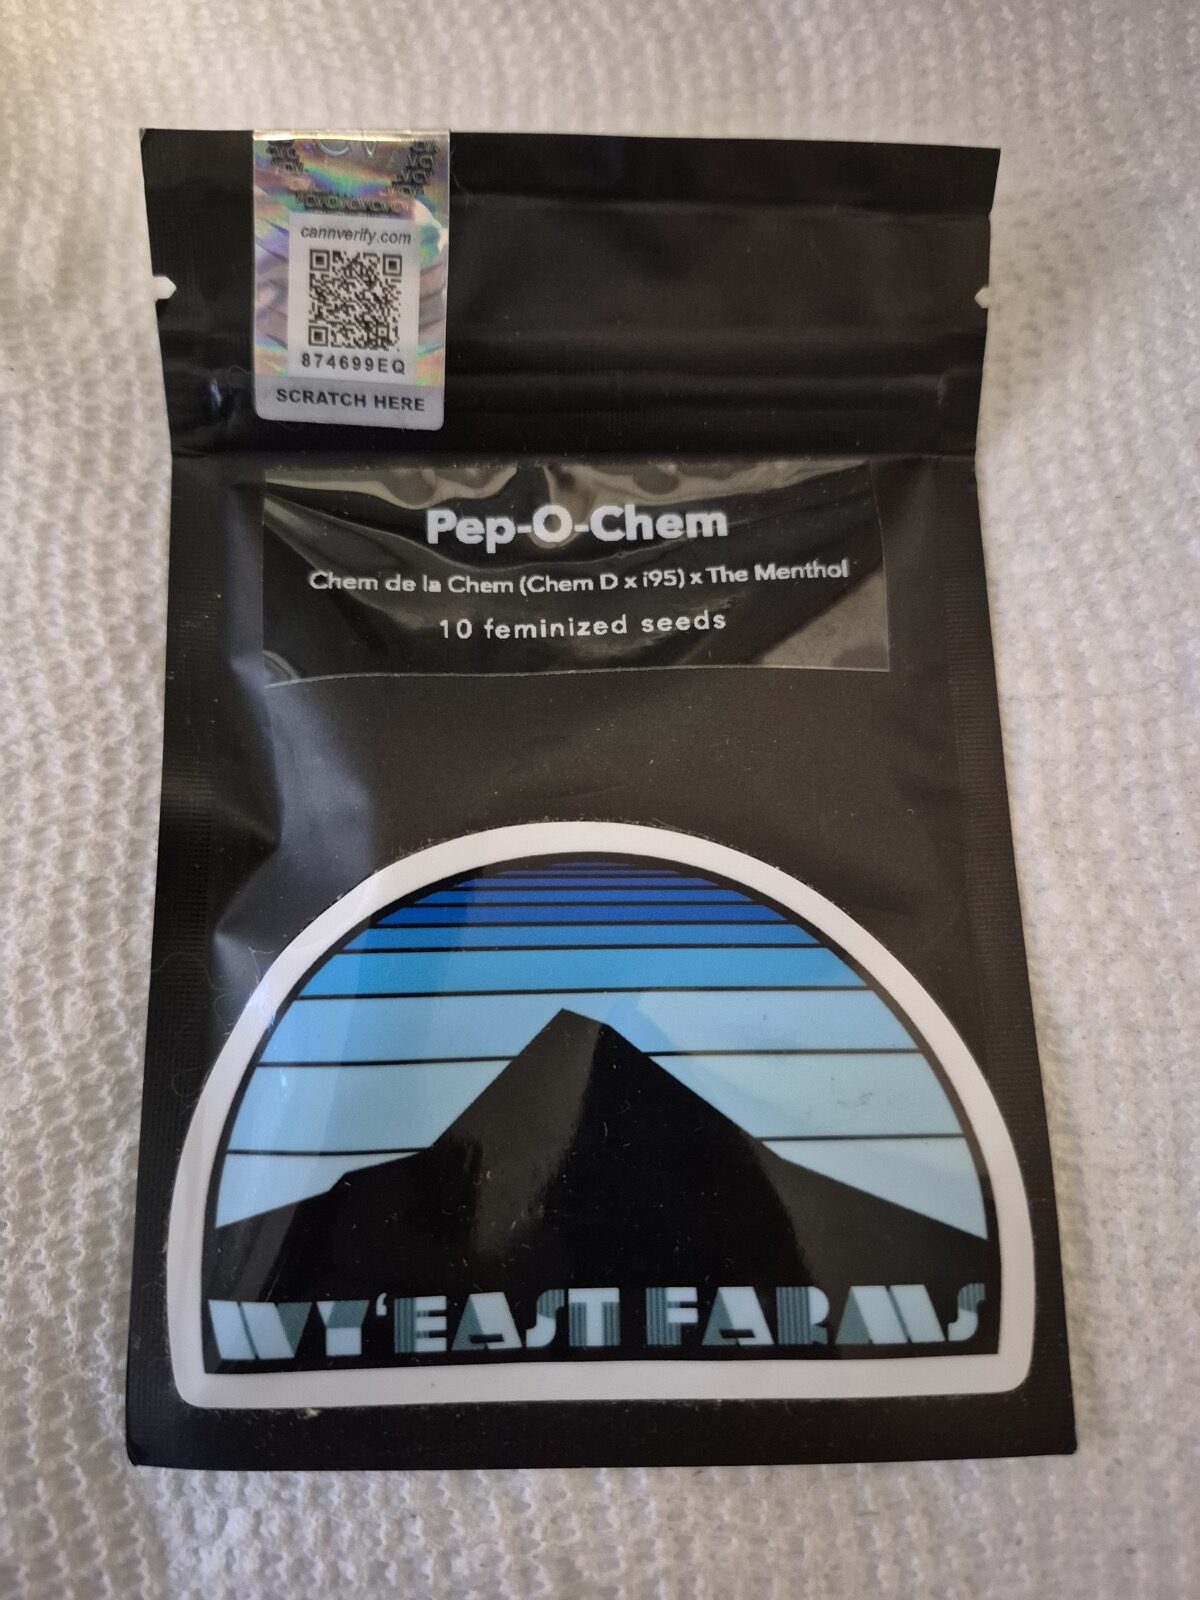 cannverify.com
874699EQ
SCRATCH HERE
Pep-O-Chem
Chem de la Chem (Chem D x i95) x The Menthol
10 feminized seeds
WY'EAST FARMS